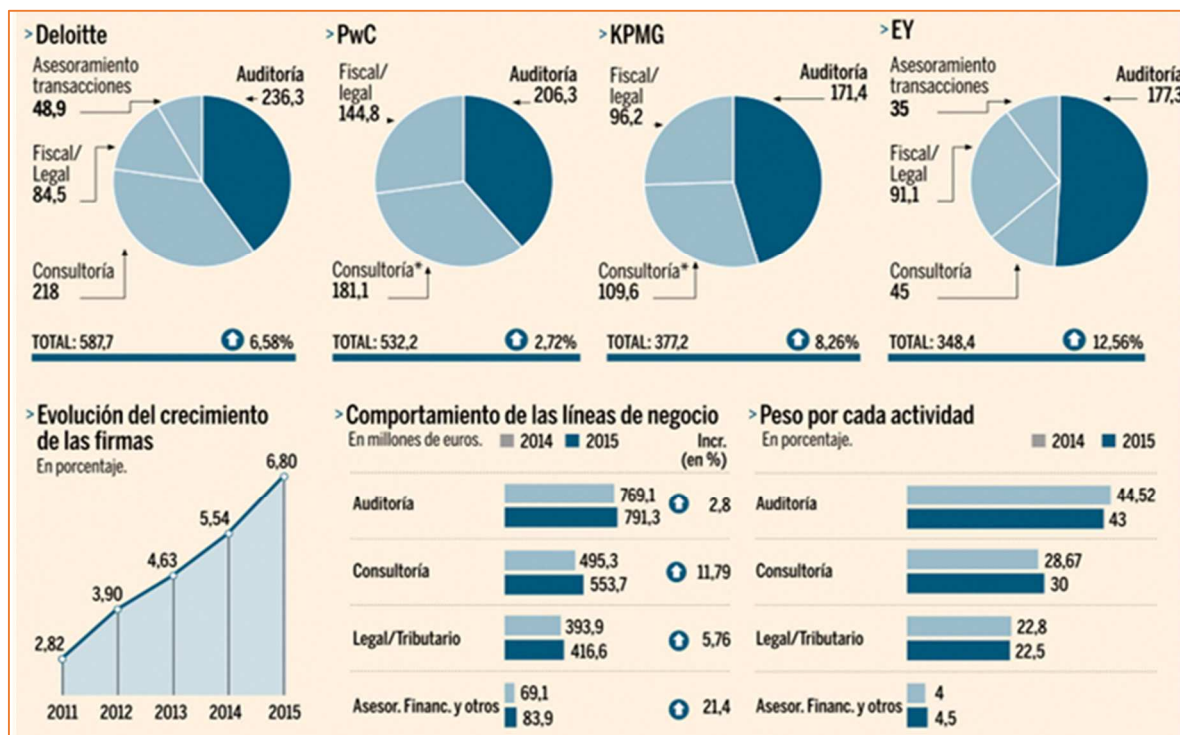 > Deloitte
Asesoramiento
transacciones
48,9
Auditoría
236,3
Fiscal/
Legal
84,5
Consultoría
218
TOTAL: 587,7
6,58%
> PwC
Fiscal/
legal
144,8
Auditoría
206,3
Consultoría*
181,1
TOTAL: 532,2
2,72%
> KPMG
Fiscal/
legal
96,2
Auditoría
171,4
Consultoría*
109,6
TOTAL: 377,2
8,26%
> EY
Asesoramiento
transacciones
35
Auditoría
177,3
Fiscal/
Legal
91,1
Consultoría
45
TOTAL: 348,4
12,56%
> Evolución del crecimiento
de las firmas
En porcentaje.
2,82
3,90
4,63
5,54
6,80
2011 2012 2013 2014 2015
> Comportamiento de las líneas de negocio
En millones de euros. 2014 2015 Incr.
(en %)
Auditoría 769,1
791,3
2,8
Consultoría 495,3
553,7
11,79
Legal/Tributario 393,9
416,6
5,76
Asesor. Financ. y otros 69,1
83,9
21,4
> Peso por cada actividad
En porcentaje. 2014 2015
Auditoría 44,52
43
Consultoría 28,67
30
Legal/Tributario 22,8
22,5
Asesor. Financ. y otros 4
4,5